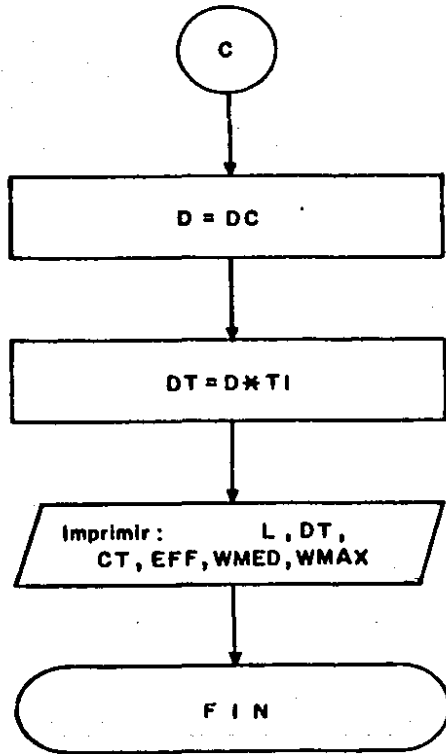 C
D = DC
DT = D*TI
Imprimir: L, DT,
CT, EFF, WMED, WMAX
FIN